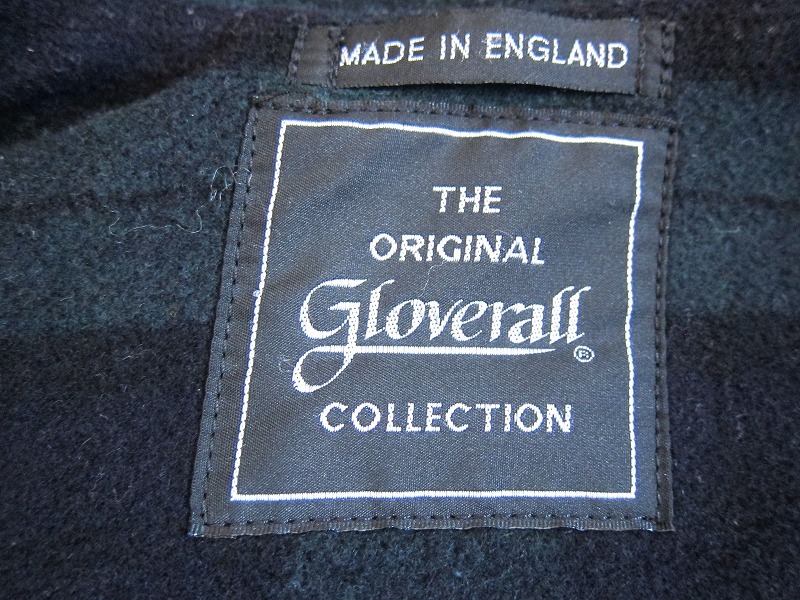 MADE IN ENGLAND
THE
ORIGINAL
Gloverall®
COLLECTION